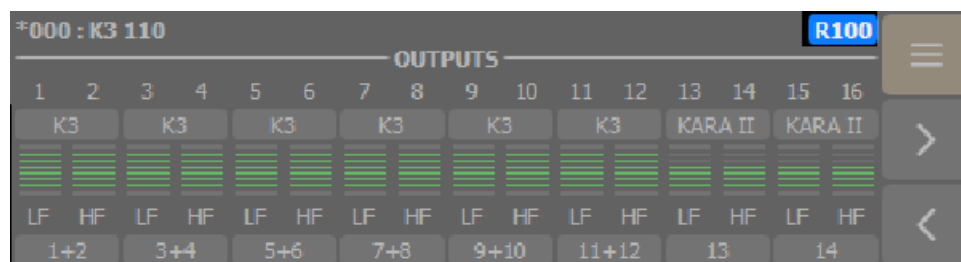 *000 : K3 110 R100
OUTPUTS
1 2 3 4 5 6 7 8 9 10 11 12 13 14 15 16
K3 K3 K3 K3 K3 K3 KARA II KARA II
LF HF LF HF LF HF LF HF LF HF LF HF LF HF LF HF
1+2 3+4 5+6 7+8 9+10 11+12 13 14